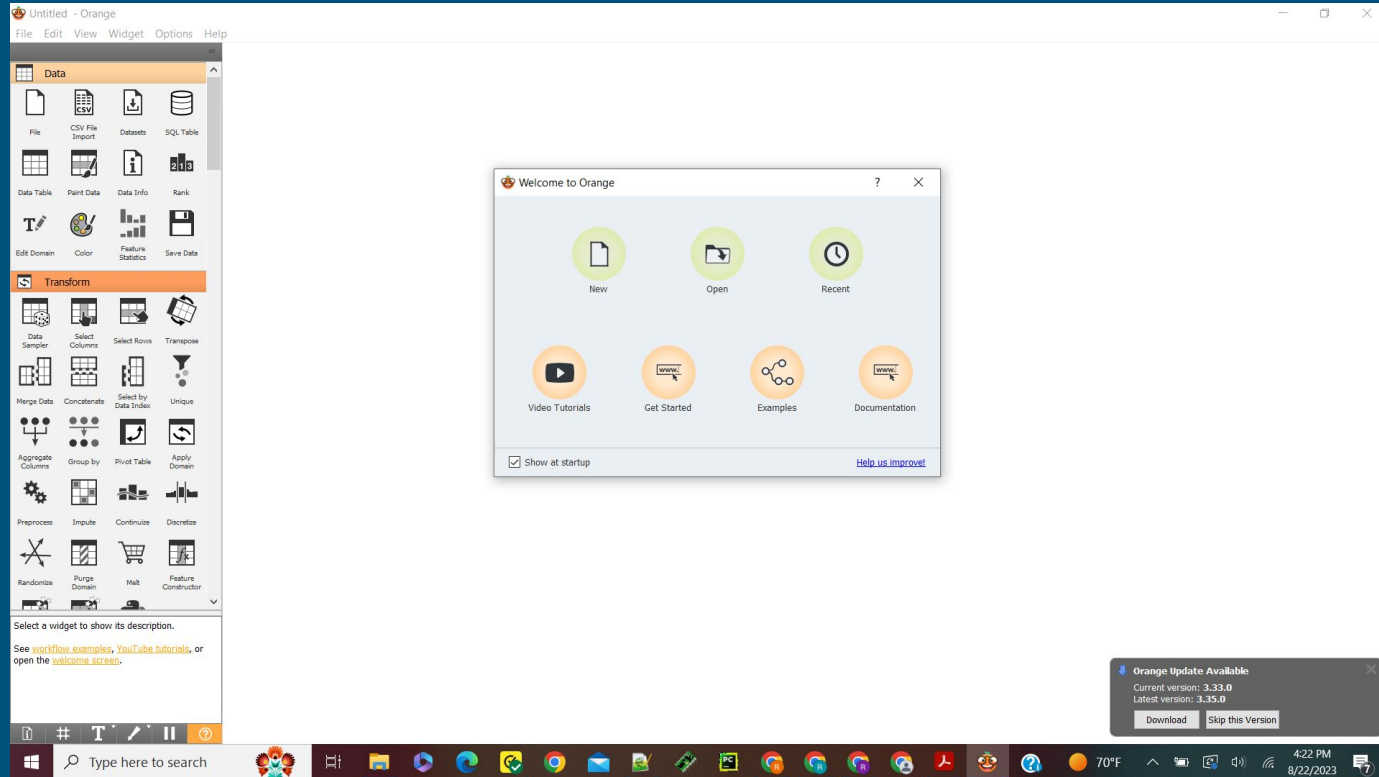 Untitled - Orange
File Edit View Widget Options Help
Data
File
CSV File Import
Datasets
SQL Table
Data Table
Paint Data
Data Info
Rank
Edit Domain
Color
Feature Statistics
Save Data
Transform
Data Sampler
Select Columns
Select Rows
Transpose
Merge Data
Concatenate
Select by Data Index
Unique
Aggregate Columns
Group by
Pivot Table
Apply Domain
Preprocess
Impute
Continuize
Discretize
Randomize
Purge Domain
Melt
Feature Constructor
Select a widget to show its description.
See workflow examples, YouTube tutorials, or
open the welcome screen.
Welcome to Orange
New
Open
Recent
Video Tutorials
Get Started
Examples
Documentation
Show at startup
Help us improve!
Orange Update Available
Current version: 3.33.0
Latest version: 3.35.0
Download
Skip this Version
Type here to search
70°F
4:22 PM
8/22/2023